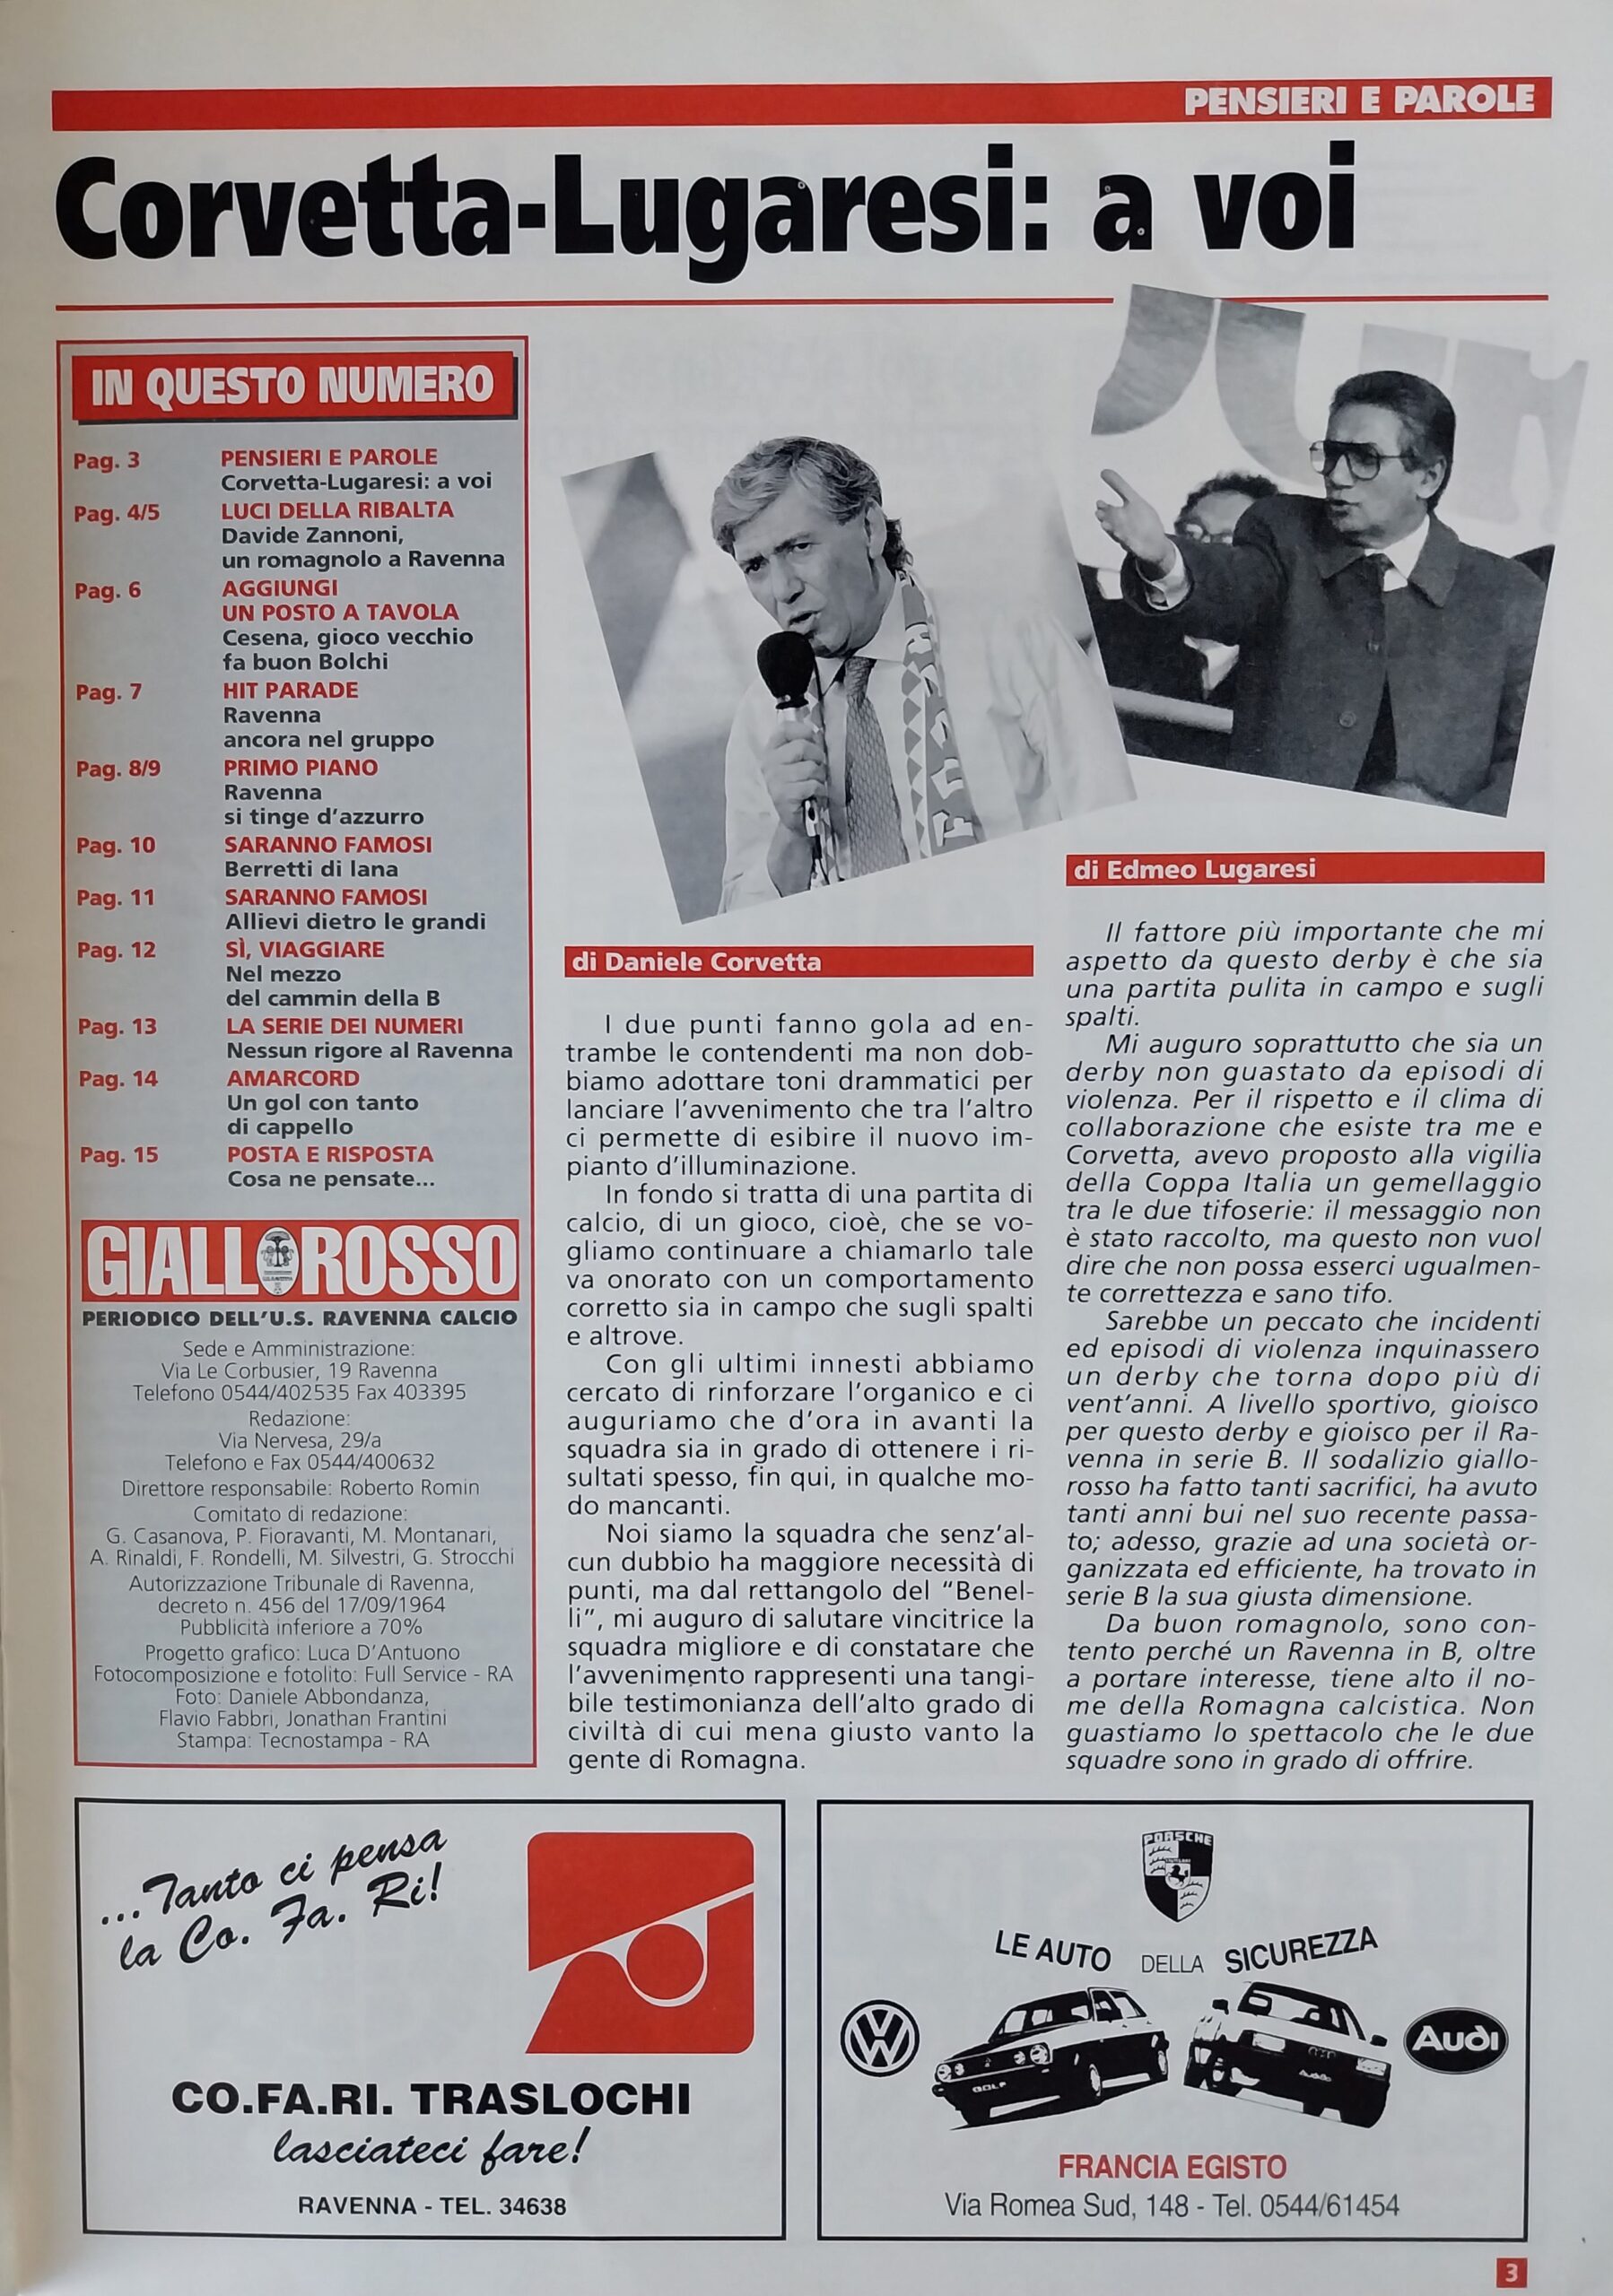 PENSIERI E PAROLE
Corvetta-Lugaresi: a voi
IN QUESTO NUMERO
Pag. 3 PENSIERI E PAROLE
Corvetta-Lugaresi: a voi
Pag. 4/5 LUCI DELLA RIBALTA
Davide Zannoni,
un romagnolo a Ravenna
Pag. 6 AGGIUNGI
UN POSTO A TAVOLA
Cesena, gioco vecchio
fa buon Bolchi
Pag. 7 HIT PARADE
Ravenna
ancora nel gruppo
Pag. 8/9 PRIMO PIANO
Ravenna
si tinge d'azzurro
Pag. 10 SARANNO FAMOSI
Berretti di lana
Pag. 11 SARANNO FAMOSI
Allievi dietro le grandi
Pag. 12 SÌ, VIAGGIARE
Nel mezzo
del cammin della B
Pag. 13 LA SERIE DEI NUMERI
Nessun rigore al Ravenna
Pag. 14 AMARCORD
Un gol con tanto
di cappello
Pag. 15 POSTA E RISPOSTA
Cosa ne pensate...
GIALLOROSSO
PERIODICO DELL'U.S. RAVENNA CALCIO
Sede e Amministrazione:
Via Le Corbusier, 19 Ravenna
Telefono 0544/402535 Fax 403395
Redazione:
Via Nervesa, 29/a
Telefono e Fax 0544/400632
Direttore responsabile: Roberto Romin
Comitato di redazione:
G. Casanova, P. Fioravanti, M. Montanari,
A. Rinaldi, F. Rondelli, M. Silvestri, G. Strocchi
Autorizzazione Tribunale di Ravenna,
decreto n. 456 del 17/09/1964
Pubblicità inferiore a 70%
Progetto grafico: Luca D'Antuono
Fotocomposizione e fotolito: Full Service - RA
Foto: Daniele Abbondanza,
Flavio Fabbri, Jonathan Frantini
Stampa: Tecnostampa - RA
di Daniele Corvetta
I due punti fanno gola ad en-
trambe le contendenti ma non dob-
biamo adottare toni drammatici per
lanciare l'avvenimento che tra l'altro
ci permette di esibire il nuovo im-
pianto d'illuminazione.
In fondo si tratta di una partita di
calcio, di un gioco, cioè, che se vo-
gliamo continuare a chiamarlo tale
va onorato con un comportamento
corretto sia in campo che sugli spalti
e altrove.
Con gli ultimi innesti abbiamo
cercato di rinforzare l'organico e ci
auguriamo che d'ora in avanti la
squadra sia in grado di ottenere i ri-
sultati spesso, fin qui, in qualche mo-
do mancanti.
Noi siamo la squadra che senz'al-
cun dubbio ha maggiore necessità di
punti, ma dal rettangolo del "Benel-
li", mi auguro di salutare vincitrice la
squadra migliore e di constatare che
l'avvenimento rappresenti una tangi-
bile testimonianza dell'alto grado di
civiltà di cui mena giusto vanto la
gente di Romagna.
di Edmeo Lugaresi
Il fattore più importante che mi
aspetto da questo derby è che sia
una partita pulita in campo e sugli
spalti.
Mi auguro soprattutto che sia un
derby non guastato da episodi di
violenza. Per il rispetto e il clima di
collaborazione che esiste tra me e
Corvetta, avevo proposto alla vigilia
della Coppa Italia un gemellaggio
tra le due tifoserie: il messaggio non
è stato raccolto, ma questo non vuol
dire che non possa esserci ugualmen-
te correttezza e sano tifo.
Sarebbe un peccato che incidenti
ed episodi di violenza inquinassero
un derby che torna dopo più di
vent'anni. A livello sportivo, gioisco
per questo derby e gioisco per il Ra-
venna in serie B. Il sodalizio giallo-
rosso ha fatto tanti sacrifici, ha avuto
tanti anni bui nel suo recente passa-
to; adesso, grazie ad una società or-
ganizzata ed efficiente, ha trovato in
serie B la sua giusta dimensione.
Da buon romagnolo, sono con-
tento perché un Ravenna in B, oltre
a portare interesse, tiene alto il no-
me della Romagna calcistica. Non
guastiamo lo spettacolo che le due
squadre sono in grado di offrire.
...Tanto ci pensa
la Co. Fa. Ri!
CO.FA.RI. TRASLOCHI
lasciateci fare!
RAVENNA - TEL. 34638
PORSCHE
LE AUTO DELLA SICUREZZA
VW
GOLF
Audi
Audi
FRANCIA EGISTO
Via Romea Sud, 148 - Tel. 0544/61454
3